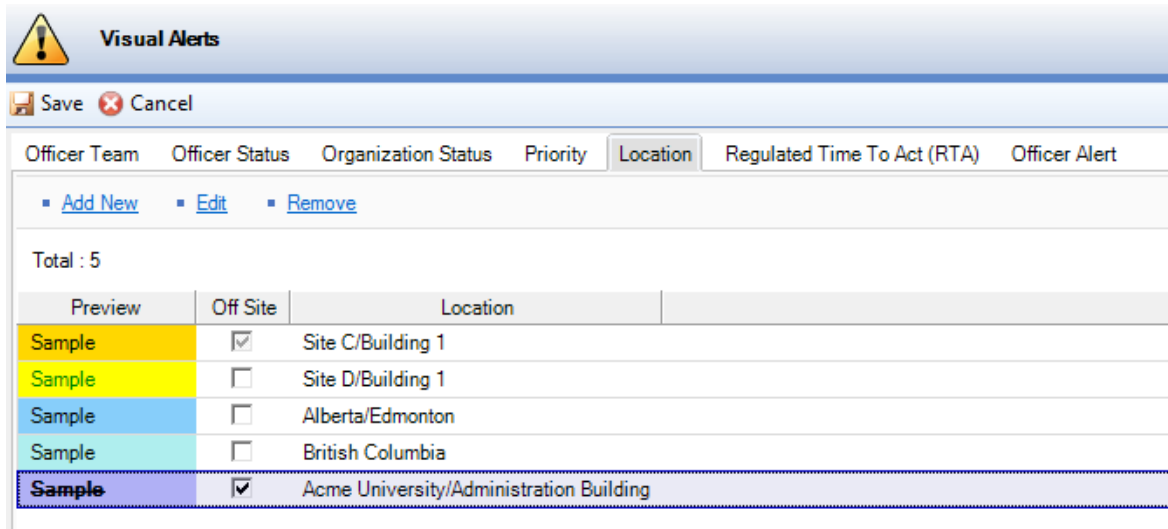 Visual Alerts
Save Cancel
Officer Team Officer Status Organization Status Priority Location Regulated Time To Act (RTA) Officer Alert
Add New Edit Remove
Total : 5
Preview Off Site Location
Sample Site C/Building 1
Sample Site D/Building 1
Sample Alberta/Edmonton
Sample British Columbia
Sample Acme University/Administration Building